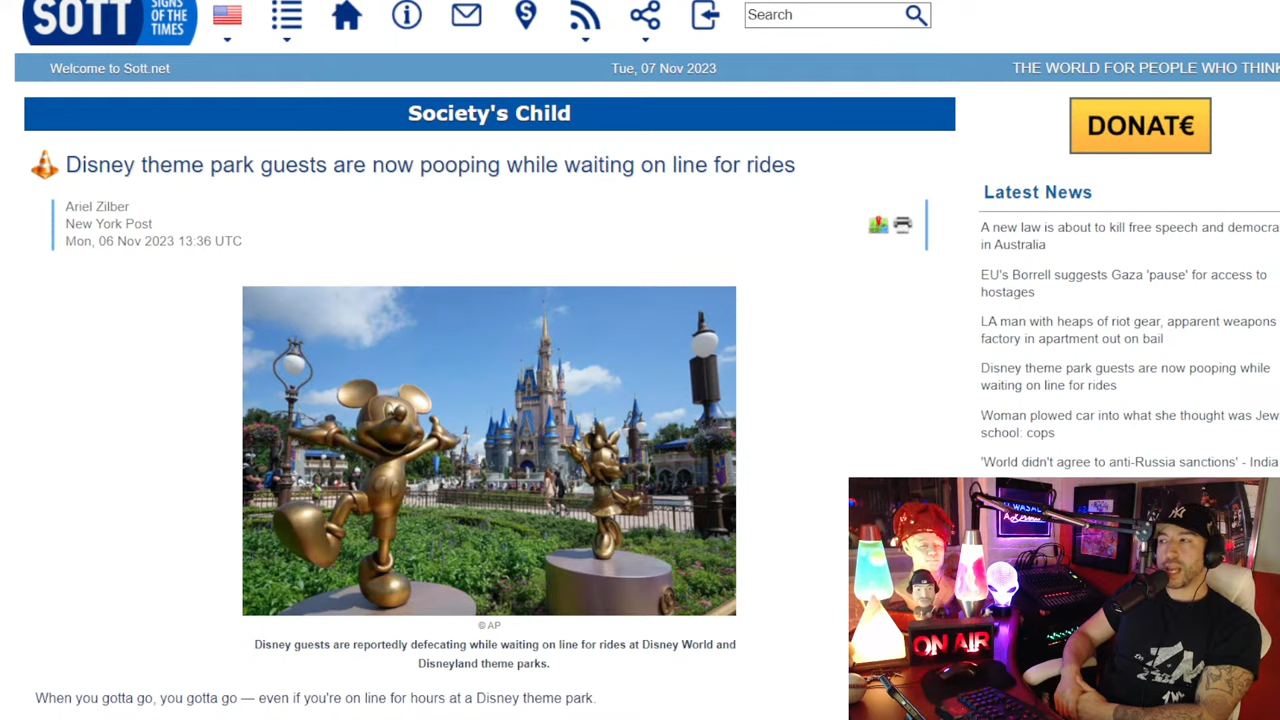 SOTT
SIGNS
OF THE
TIMES
Search
Welcome to Sott.net
Tue, 07 Nov 2023
THE WORLD FOR PEOPLE WHO THINK
Society's Child
DONAT€
Disney theme park guests are now pooping while waiting on line for rides
Ariel Zilber
New York Post
Mon, 06 Nov 2023 13:36 UTC
© AP
Disney guests are reportedly defecating while waiting on line for rides at Disney World and
Disneyland theme parks.
When you gotta go, you gotta go — even if you're on line for hours at a Disney theme park.
Latest News
A new law is about to kill free speech and democra
in Australia
EU's Borrell suggests Gaza 'pause' for access to
hostages
LA man with heaps of riot gear, apparent weapons
factory in apartment out on bail
Disney theme park guests are now pooping while
waiting on line for rides
Woman plowed car into what she thought was Jew
school: cops
'World didn't agree to anti-Russia sanctions' - India
WASAL
ON AIR